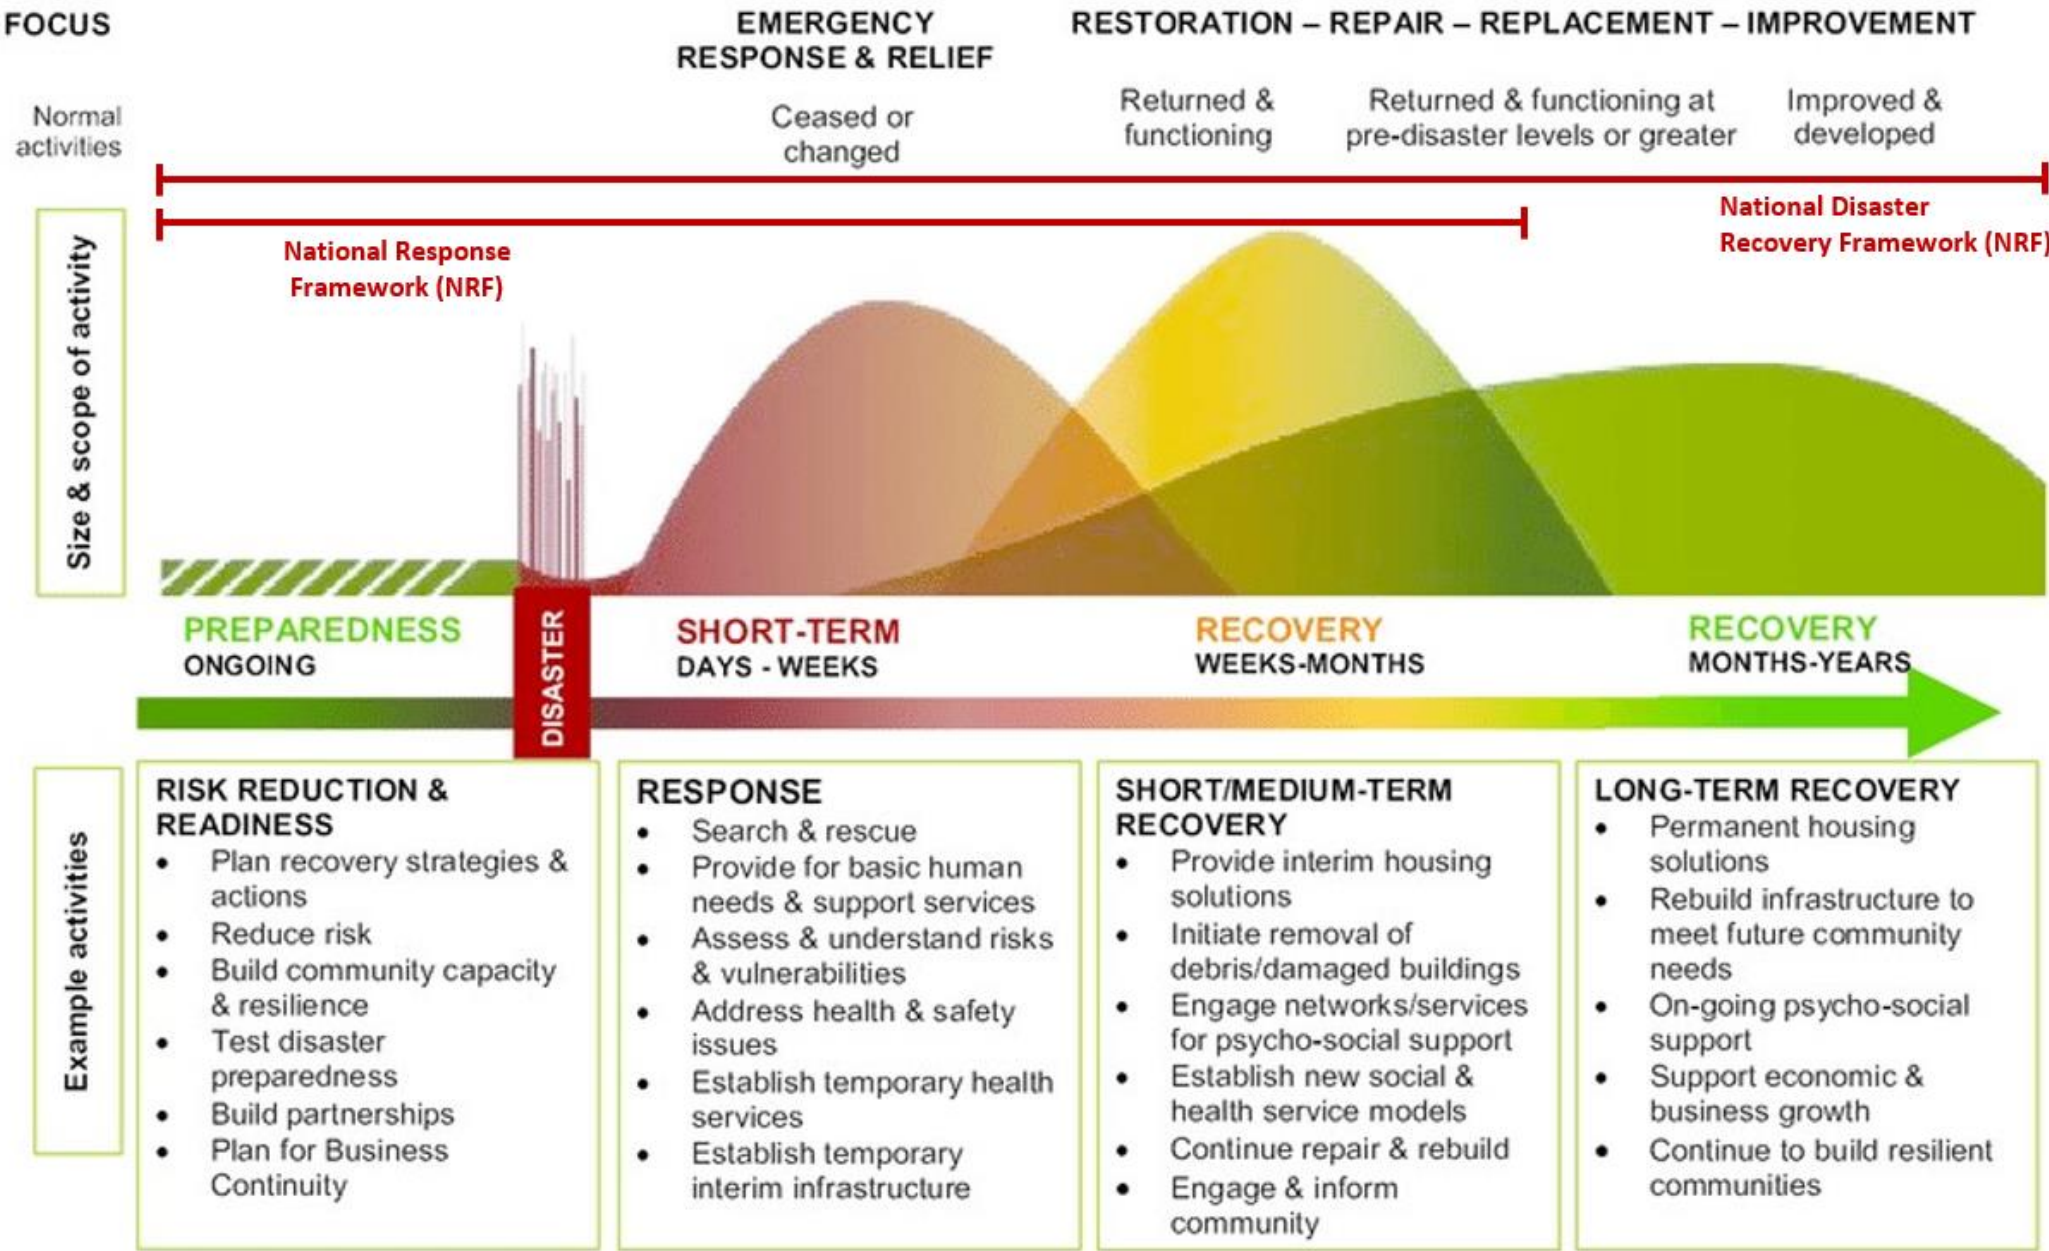 FOCUS
EMERGENCY
RESPONSE & RELIEF
RESTORATION – REPAIR – REPLACEMENT – IMPROVEMENT
Normal
activities
Ceased or
changed
Returned &
functioning
Returned & functioning at
pre-disaster levels or greater
Improved &
developed
National Disaster
Recovery Framework (NRF)
National Response
Framework (NRF)
Size & scope of activity
PREPAREDNESS
ONGOING
DISASTER
SHORT-TERM
DAYS - WEEKS
RECOVERY
WEEKS-MONTHS
RECOVERY
MONTHS-YEARS
Example activities
RISK REDUCTION &
READINESS
• Plan recovery strategies &
actions
• Reduce risk
• Build community capacity
& resilience
• Test disaster
preparedness
• Build partnerships
• Plan for Business
Continuity
RESPONSE
• Search & rescue
• Provide for basic human
needs & support services
• Assess & understand risks
& vulnerabilities
• Address health & safety
issues
• Establish temporary health
services
• Establish temporary
interim infrastructure
SHORT/MEDIUM-TERM
RECOVERY
• Provide interim housing
solutions
• Initiate removal of
debris/damaged buildings
• Engage networks/services
for psycho-social support
• Establish new social &
health service models
• Continue repair & rebuild
• Engage & inform
community
LONG-TERM RECOVERY
• Permanent housing
solutions
• Rebuild infrastructure to
meet future community
needs
• On-going psycho-social
support
• Support economic &
business growth
• Continue to build resilient
communities